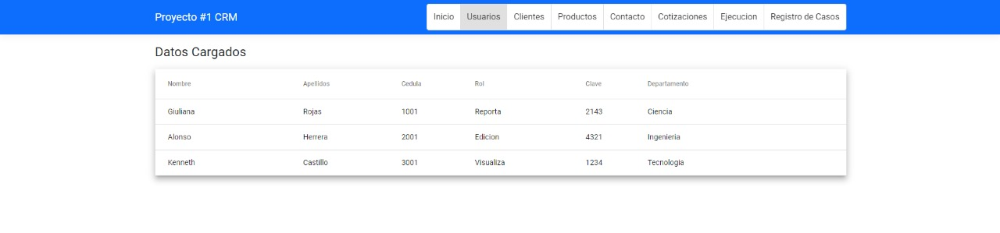 Proyecto #1 CRM Inicio Usuarios Clientes Productos Contacto Cotizaciones Ejecucion Registro de Casos
Datos Cargados
Nombre Apellidos Cedula Rol Clave Departamento
Giuliana Rojas 1001 Reporta 2143 Ciencia
Alonso Herrera 2001 Edicion 4321 Ingenieria
Kenneth Castillo 3001 Visualiza 1234 Tecnologia